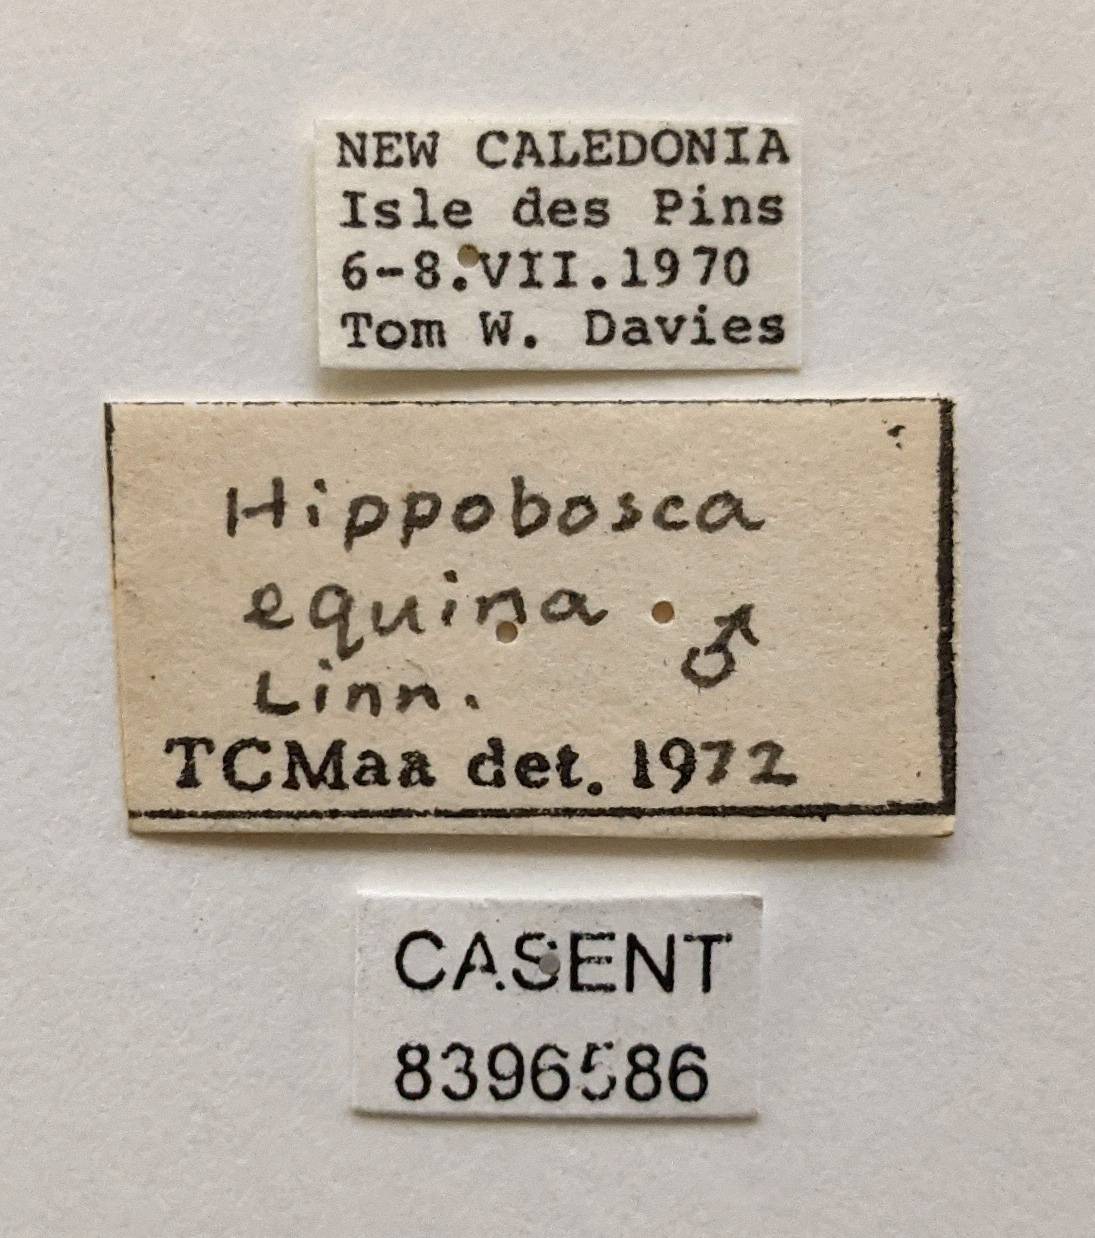 NEW CALEDONIA
Isle des Pins
6-8.VII.1970
Tom W. Davies
Hippobosca
equina ♂
Linn.
TCMaa det. 1972
CASENT
8396586